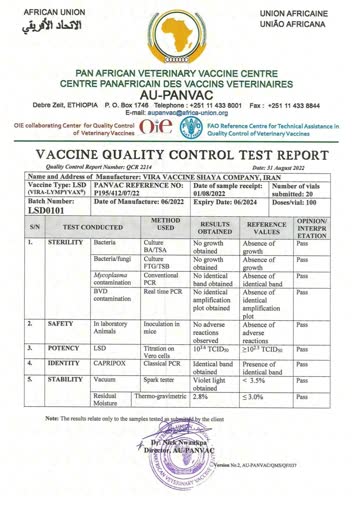 AFRICAN UNION
UNION AFRICAINE
الاتحاد الأفريقي
UNIÃO AFRICANA
PAN AFRICAN VETERINARY VACCINE CENTRE
CENTRE PANAFRICAIN DES VACCINS VETERINAIRES
AU-PANVAC
Debre Zeit, ETHIOPIA P. O. Box 1746 Telephone : +251 11 433 8001 Fax : +251 11 433 8844
E-mail: aupanvac@africa-union.org
OIE collaborating Center for Quality Control of Veterinary Vaccines
Oie
FAO Reference Centre for Technical Assistance in Quality Control of Veterinary Vaccines
VACCINE QUALITY CONTROL TEST REPORT
Quality Control Report Number: QCR 2214 Date: 31 August 2022
Name and Address of Manufacturer: VIRA VACCINE SHAYA COMPANY, IRAN
Vaccine Type: LSD (VIRA-LYMPYVAX®) PANVAC REFERENCE NO: P195/412/07/22 Date of sample receipt: 01/08/2022 Number of vials submitted: 20
Batch Number: LSD0101 Date of Manufacture: 06/2022 Expiry Date: 06/2024 Doses/vial: 100
S/N TEST CONDUCTED METHOD USED RESULTS OBTAINED REFERENCE VALUES OPINION/ INTERPR ETATION
1. STERILITY Bacteria Culture BA/TSA No growth obtained Absence of growth Pass
Bacteria/fungi Culture FTG/TSB No growth obtained Absence of growth Pass
Mycoplasma contamination Conventional PCR No identical band obtained Absence of identical band Pass
BVD contamination Real time PCR No identical amplification plot obtained Absence of identical amplification plot Pass
2. SAFETY In laboratory Animals Inoculation in mice No adverse reactions observed Absence of adverse reactions Pass
3. POTENCY LSD Titration on Vero cells TCID50 TCID50 Pass
4. IDENTITY CAPRIPOX Classical PCR Identical band obtained Presence of identical band Pass
5. STABILITY Vacuum Spark tester Violet light obtained < 3.5% Pass
Residual Moisture Thermo-gravimetric 2.8% ≤ 3.0% Pass
Note: The results relate only to the samples tested as submitted by the client
Dr. Nick Nwankpa
Director, AU-PANVAC
Version No.2, AU-PANVAC/QMS/QF/037